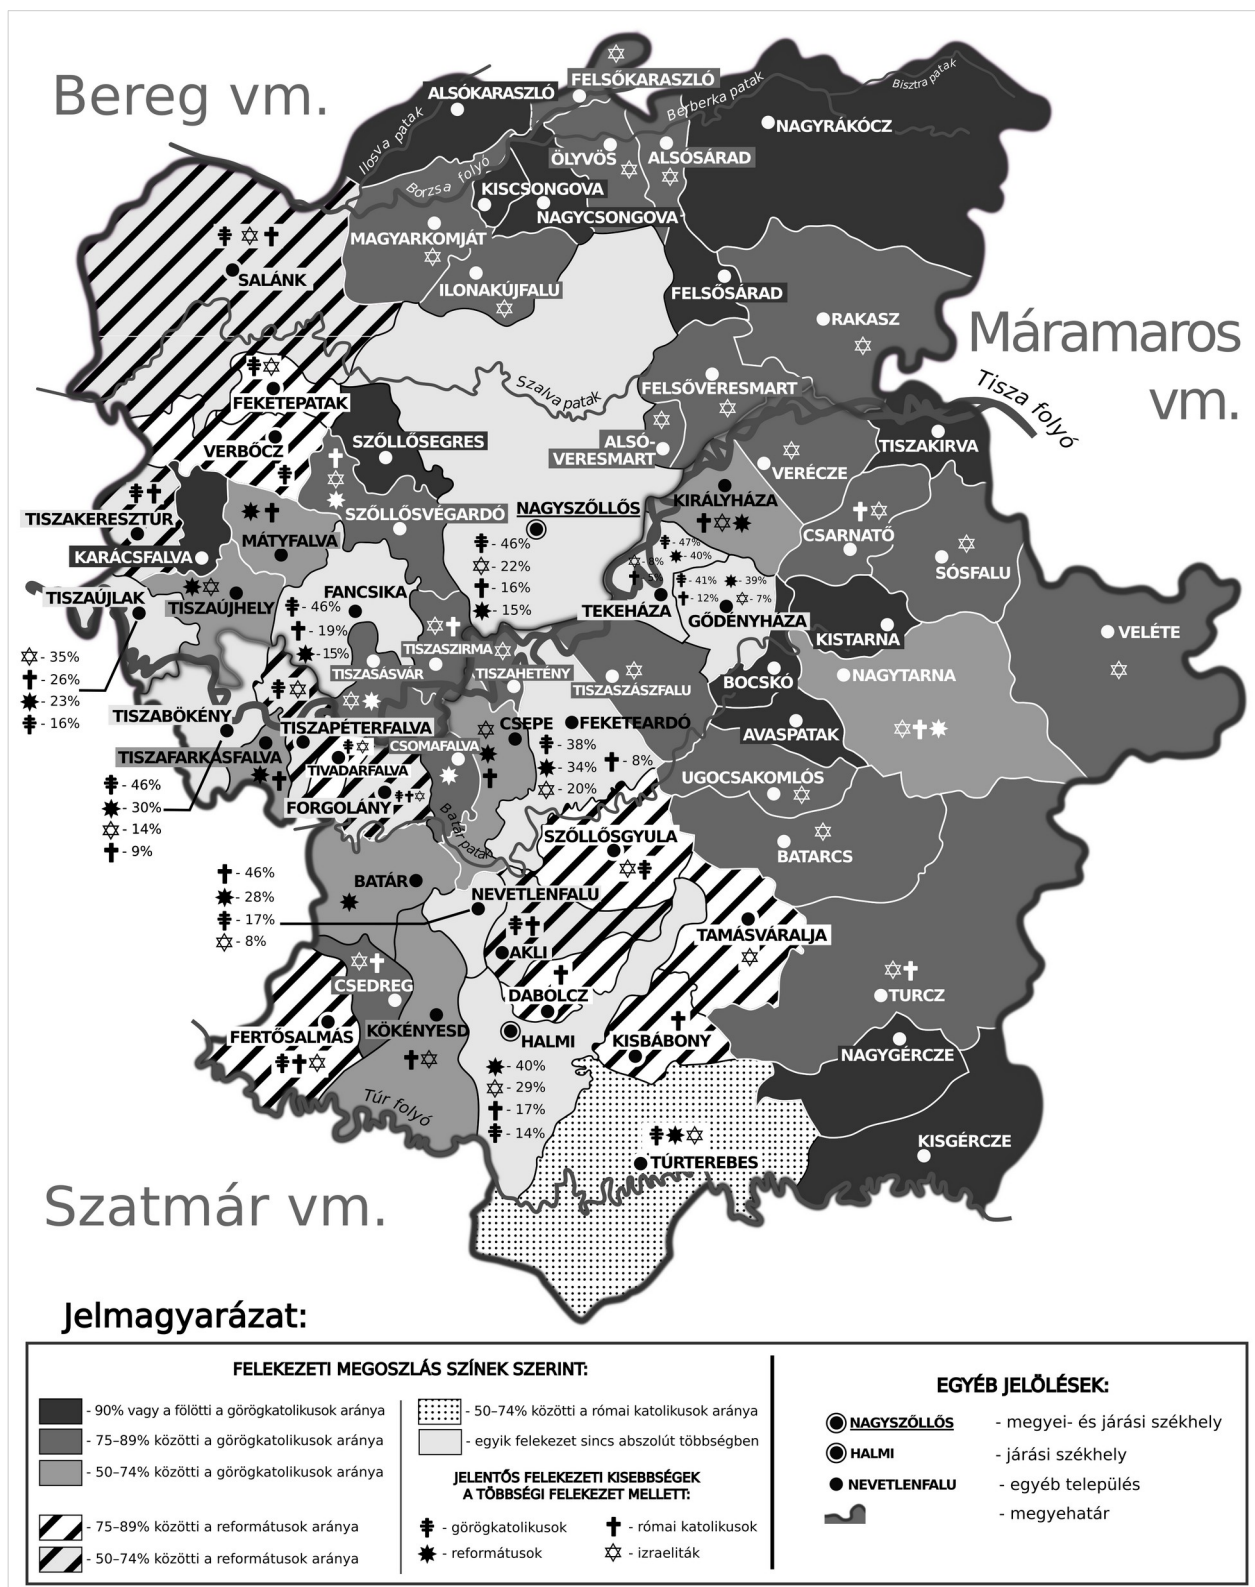 Bereg vm.
FELSŐKARASZLÓ
ALSÓKARASZLÓ
Ilosva patak
Berberka patak
Bisztra patak
NAGYRÁKÓCZ
ÖLYVÖS
ALSÓSÁRAD
Borzsa folyó
KISCSONGOVA
NAGYCSONGOVA
MAGYARKOMJÁT
SALÁNK
ILONAKÚJFALU
FELSŐSÁRAD
RAKASZ
Máramaros
vm.
Tisza folyó
FELSŐVERESMART
Szalva patak
FEKETEPATAK
VERBŐCZ
SZŐLLŐSEGRES
ALSÓ-
VERESMART
TISZAKIRVA
VERÉCZE
KIRÁLYHÁZA
NAGYSZŐLLŐS
- 46%
- 22%
- 16%
- 15%
TISZAKERESZTÚR
SZŐLLŐSVÉGARDÓ
CSARNATŐ
MÁTYFALVA
KARÁCSFALVA
- 47%
- 40%
- 8%
- 5%
TEKEHÁZA
- 41%
- 39%
- 12%
- 7%
GŐDÉNYHÁZA
SÓSFALU
TISZAÚJLAK
- 35%
- 26%
- 23%
- 16%
TISZAÚJHELY
FANCSIKA
- 46%
- 19%
- 15%
KISTARNA
VELÉTE
TISZASZIRMA
TISZASÁSVÁR
TISZAHETÉNY
TISZASZÁSZFALU
BOCSKÓ
NAGYTARNA
TISZABÖKÉNY
- 46%
- 30%
- 14%
- 9%
TISZAPÉTERFALVA
CSEPE
FEKETEARDÓ
- 38%
- 34%
- 8%
- 20%
AVASPATAK
TISZAFARKASFALVA
CSOMAFALVA
TIVADARFALVA
UGOCSAKOMLÓS
FORGOLÁNY
Batár patak
SZŐLLŐSGYULA
BATARCS
BATÁR
NEVETLENFALU
- 46%
- 28%
- 17%
- 8%
TAMÁSVÁRALJA
AKLI
CSEDREG
DABOLCZ
TURCZ
FERTŐSALMÁS
KÖKÉNYESD
HALMI
- 40%
- 29%
- 17%
- 14%
KISBÁBONY
NAGYGÉRCZE
Túr folyó
KISGÉRCZE
TÚRTEREBES
Szatmár vm.
Jelmagyarázat:
FELEKEZETI MEGOSZLÁS SZÍNEK SZERINT:
- 90% vagy a fölötti a görögkatolikusok aránya
- 75–89% közötti a görögkatolikusok aránya
- 50–74% közötti a görögkatolikusok aránya
- 75–89% közötti a reformátusok aránya
- 50–74% közötti a reformátusok aránya
- 50–74% közötti a római katolikusok aránya
- egyik felekezet sincs abszolút többségben
JELENTŐS FELEKEZETI KISEBBSÉGEK
A TÖBBSÉGI FELEKEZET MELLETT:
- görögkatolikusok
- római katolikusok
- reformátusok
- izraeliták
EGYÉB JELÖLÉSEK:
NAGYSZŐLLŐS - megyei- és járási székhely
HALMI - járási székhely
NEVETLENFALU - egyéb település
- megyehatár